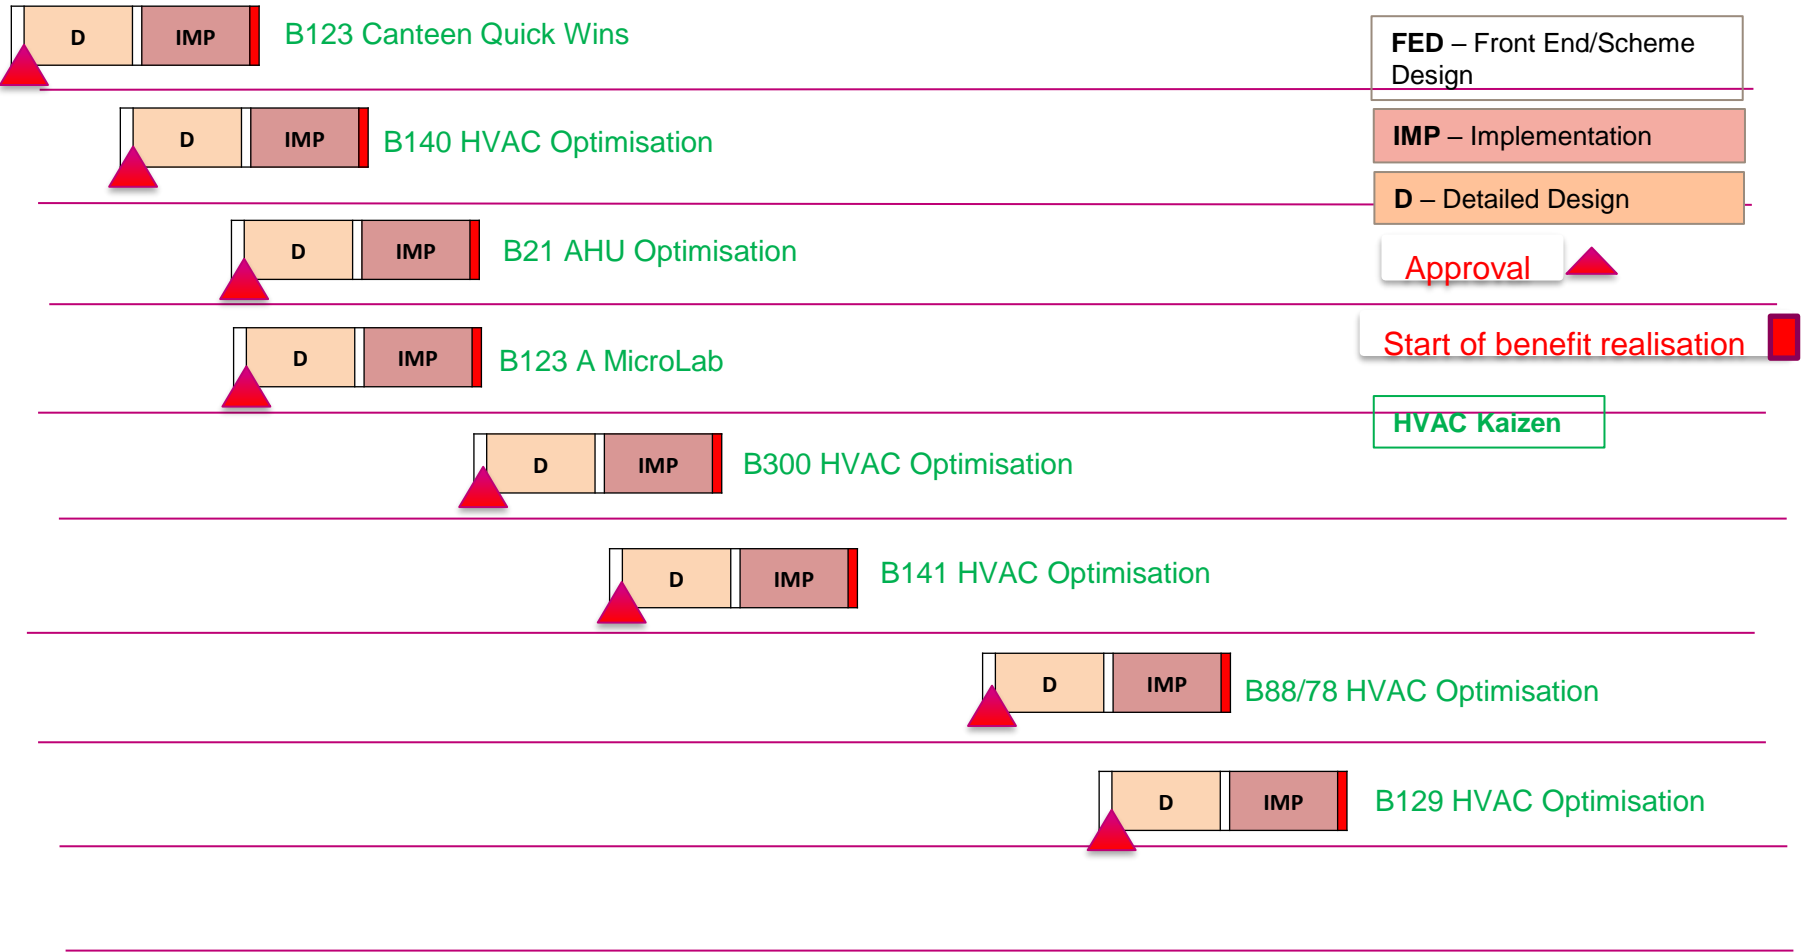 D IMP B123 Canteen Quick Wins
FED – Front End/Scheme
Design
D IMP B140 HVAC Optimisation
IMP – Implementation
D – Detailed Design
D IMP B21 AHU Optimisation
Approval
Start of benefit realisation
D IMP B123 A MicroLab
HVAC Kaizen
D IMP B300 HVAC Optimisation
D IMP B141 HVAC Optimisation
D IMP B88/78 HVAC Optimisation
D IMP B129 HVAC Optimisation